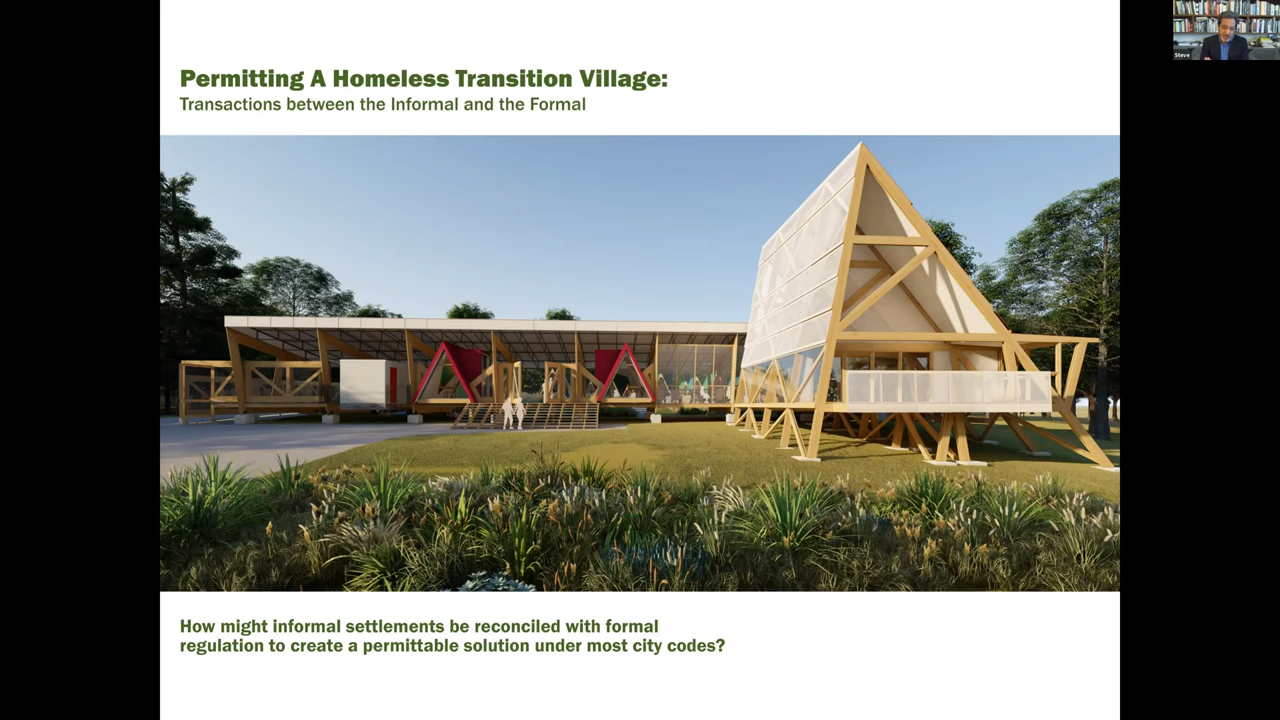 Permitting A Homeless Transition Village:
Transactions between the Informal and the Formal
How might informal settlements be reconciled with formal
regulation to create a permittable solution under most city codes?
Steve